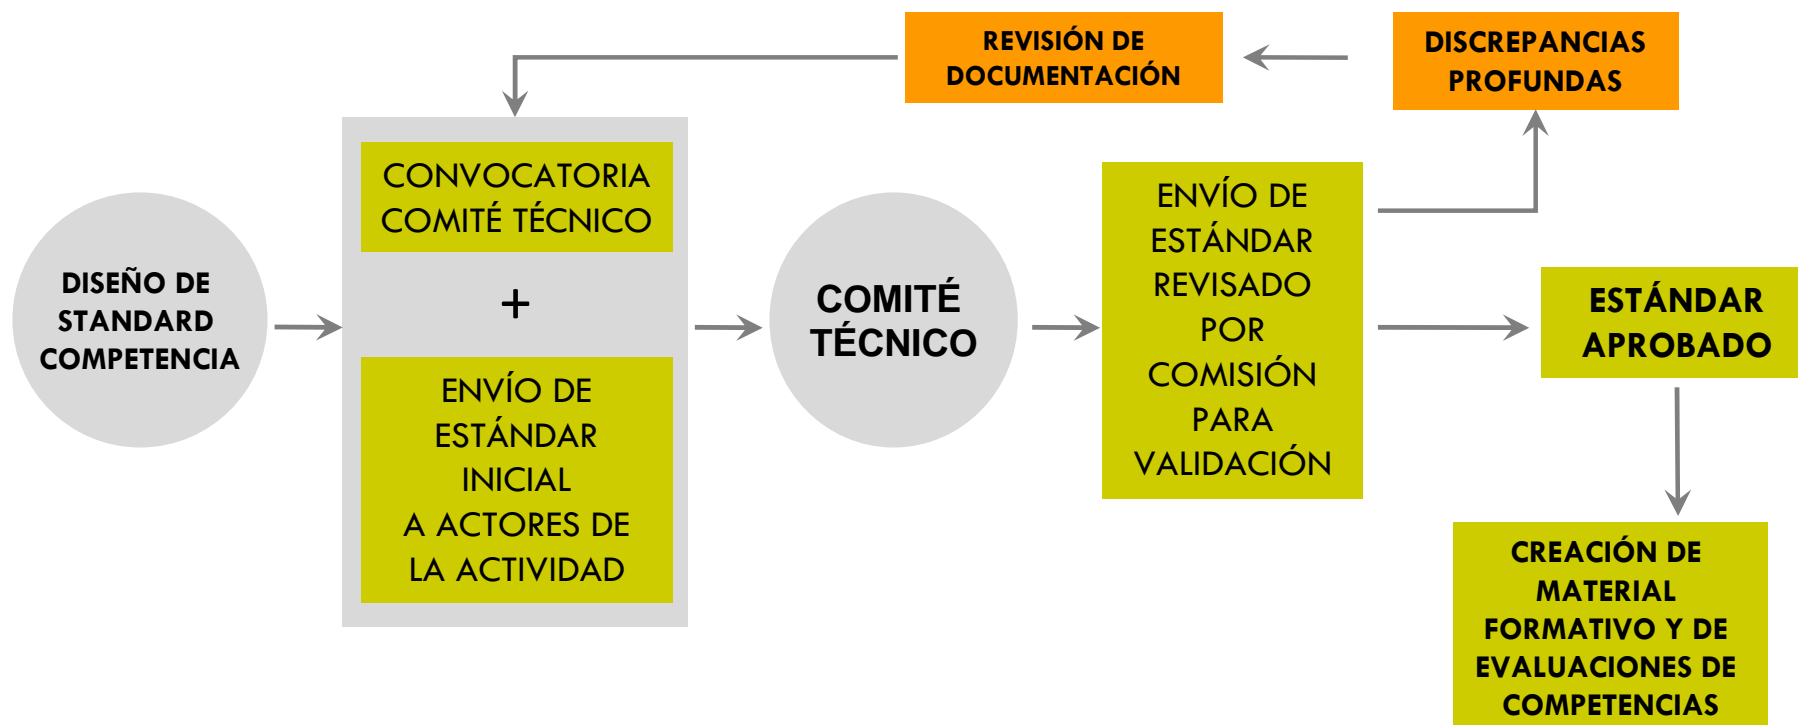 REVISIÓN DE
DOCUMENTACIÓN
DISCREPANCIAS
PROFUNDAS
DISEÑO DE
STANDARD
COMPETENCIA
CONVOCATORIA
COMITÉ TÉCNICO
+
ENVÍO DE
ESTÁNDAR
INICIAL
A ACTORES DE
LA ACTIVIDAD
COMITÉ
TÉCNICO
ENVÍO DE
ESTÁNDAR
REVISADO
POR
COMISIÓN
PARA
VALIDACIÓN
ESTÁNDAR
APROBADO
CREACIÓN DE
MATERIAL
FORMATIVO Y DE
EVALUACIONES DE
COMPETENCIAS